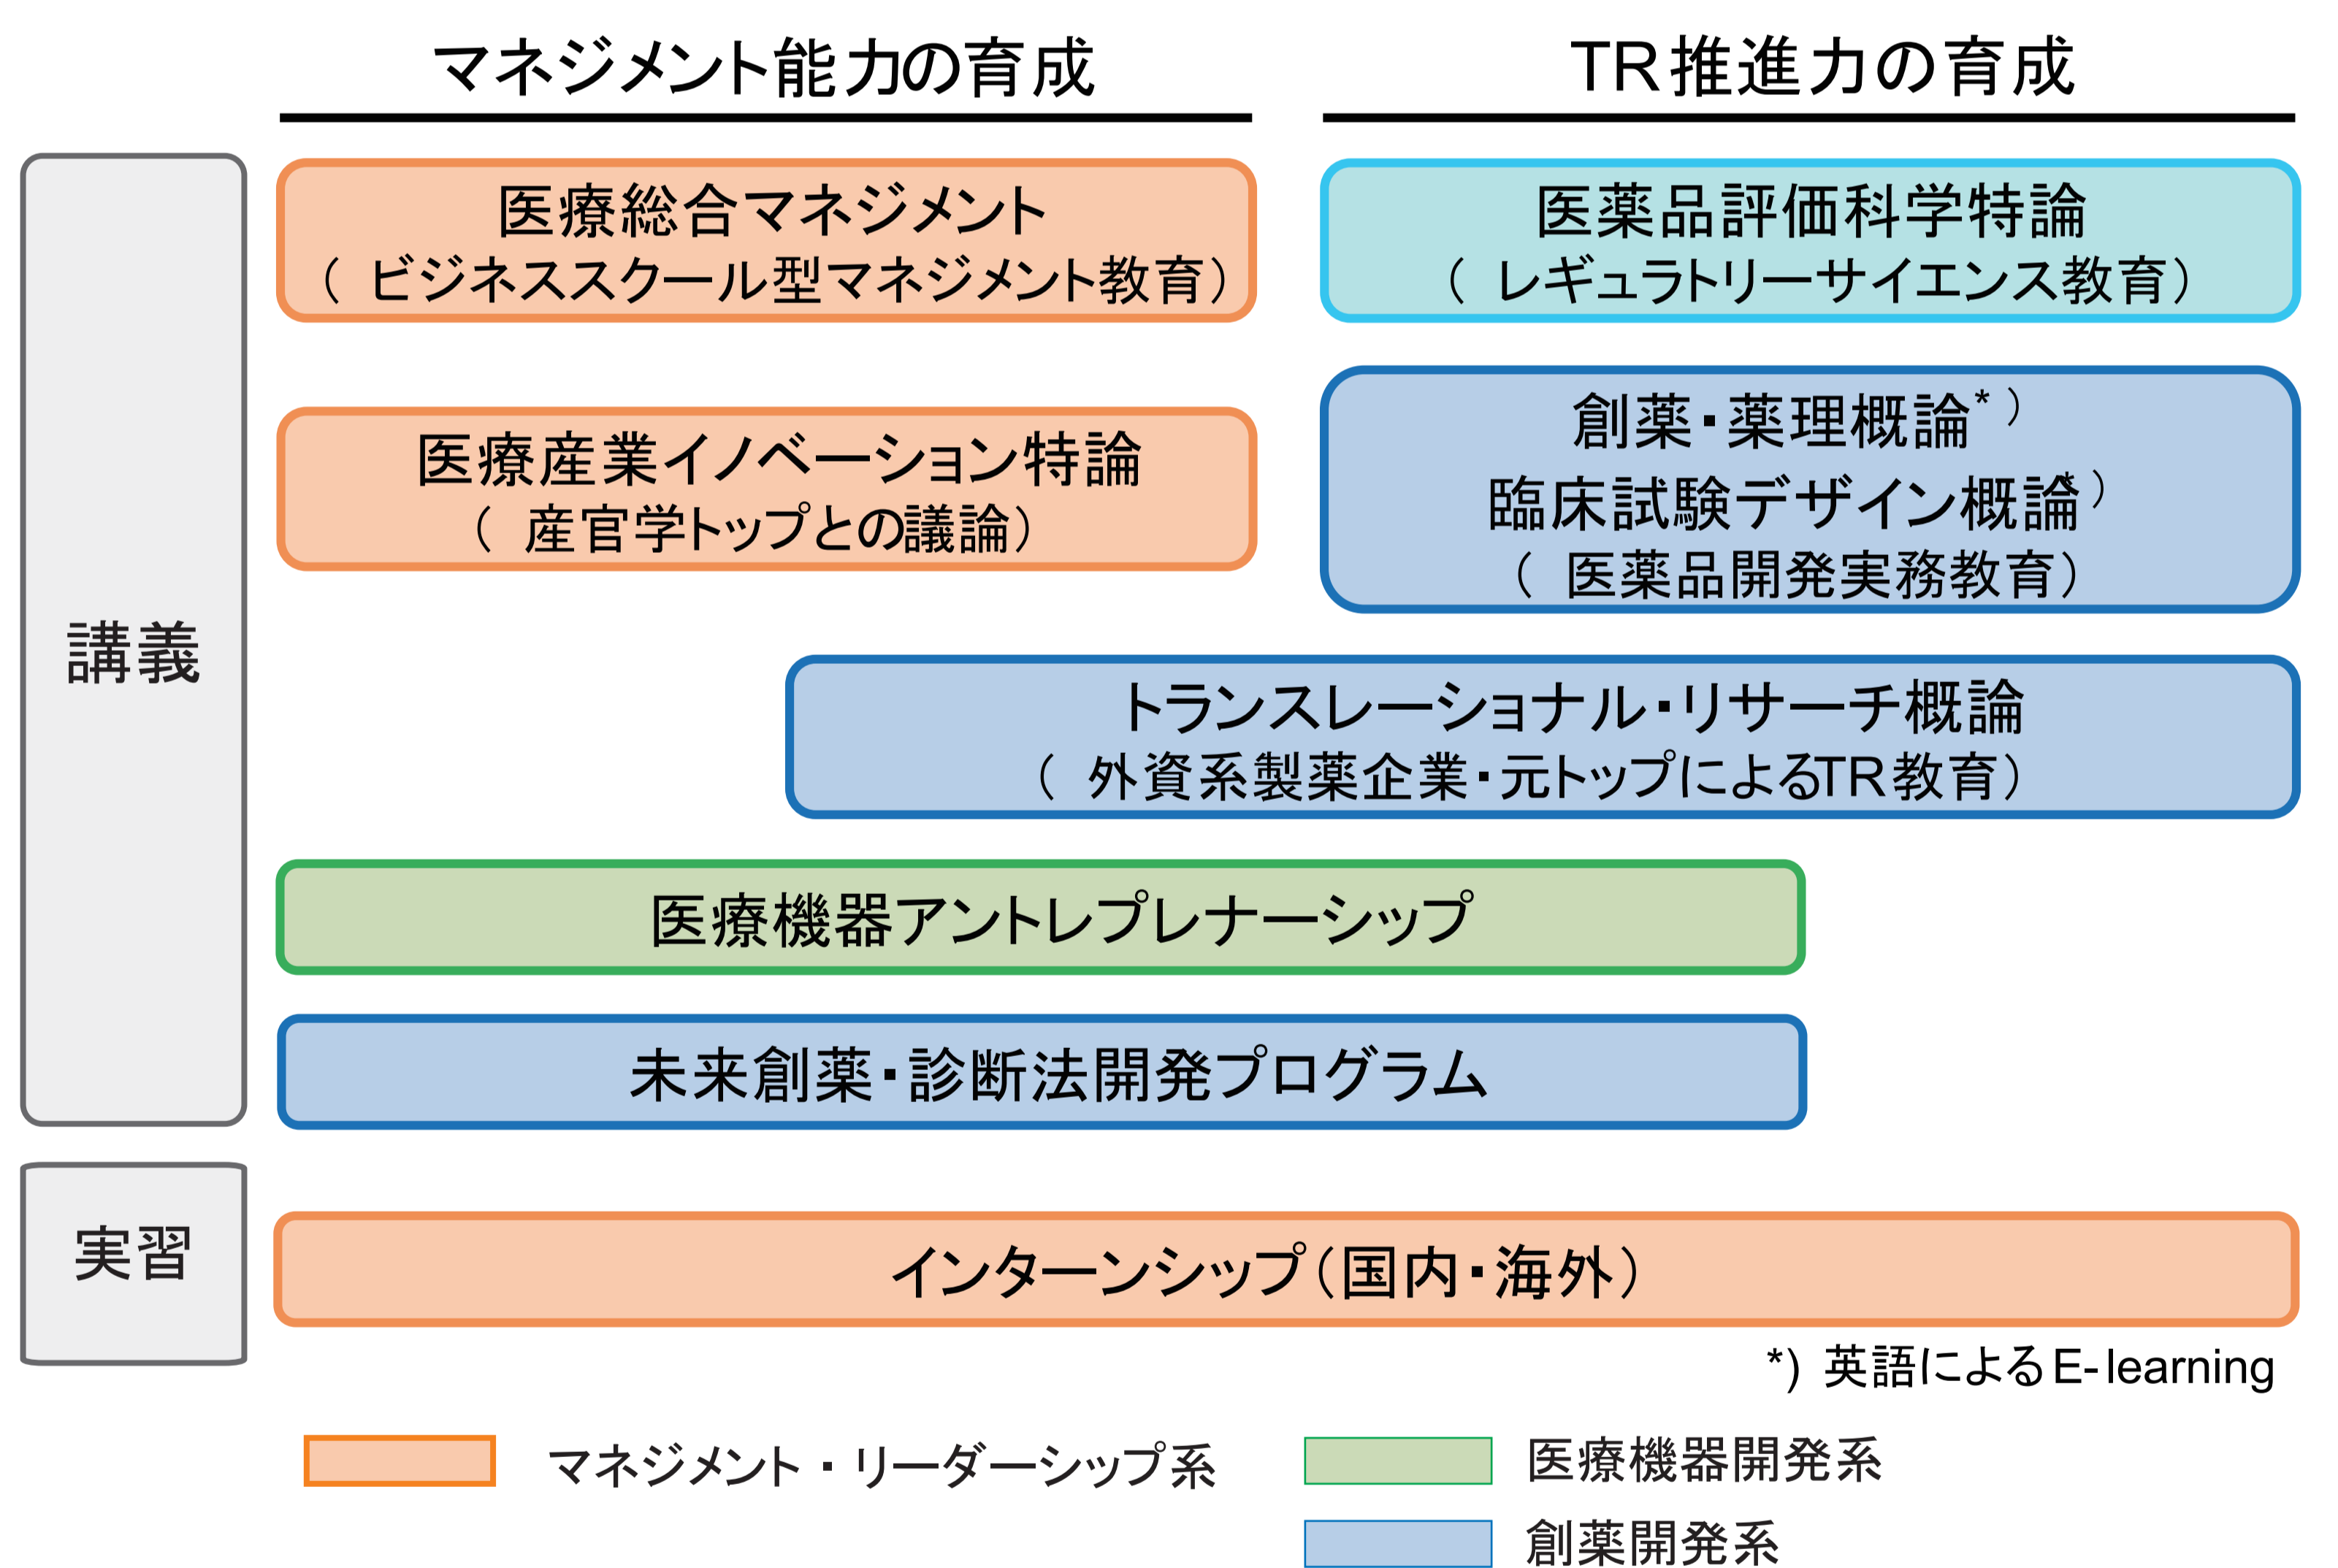 マネジメント能力の育成
TR推進力の育成
講義
医療総合マネジメント
( ビジネススクール型マネジメント教育)
医薬品評価科学特論
( レギュラトリーサイエンス教育)
医療産業イノベーション特論
( 産官学トップとの議論)
創薬・薬理概論*)
臨床試験デザイン概論*)
( 医薬品開発実務教育)
トランスレーショナル・リサーチ概論
( 外資系製薬企業・元トップによるTR教育)
医療機器アントレプレナーシップ
未来創薬・診断法開発プログラム
実習
インターンシップ(国内・海外)
*) 英語によるE-learning
マネジメント・リーダーシップ系
医療機器開発系
創薬開発系